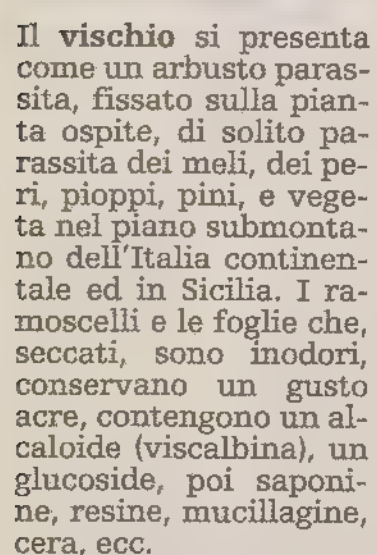 Il vischio si presenta
come un arbusto paras-
sita, fissato sulla pian-
ta ospite, di solito pa-
rassita dei meli, dei pe-
ri, pioppi, pini, e vege-
ta nel piano submonta-
no dell'Italia continen-
tale ed in Sicilia. I ra-
moscelli e le foglie che,
seccati, sono inodori,
conservano un gusto
acre, contengono un al-
caloide (viscalbina), un
glucoside, poi saponi-
ne, resine, mucillagine,
cera, ecc.